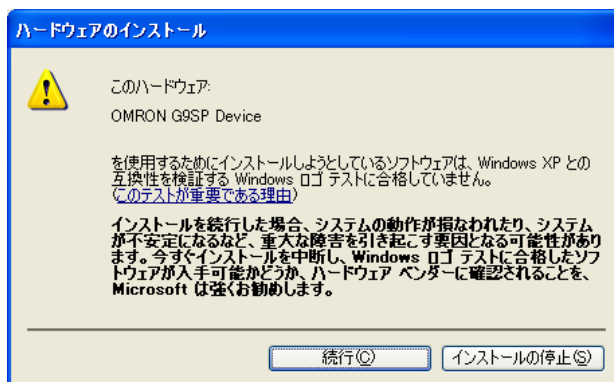 ハードウェアのインストール
このハードウェア:
OMRON G9SP Device
を使用するためにインストールしようとしているソフトウェアは、Windows XP との
互換性を検証する Windows ロゴ テストに合格していません。
(このテストが重要である理由)
インストールを続行した場合、システムの動作が損なわれたり、システム
が不安定になるなど、重大な障害を引き起こす要因となる可能性があり
ます。今すぐインストールを中断し、Windows ロゴ テストに合格したソフ
トウェアが入手可能かどうか、ハードウェア ベンダーに確認されることを、
Microsoft は強くお勧めします。
続行(C) インストールの停止(S)